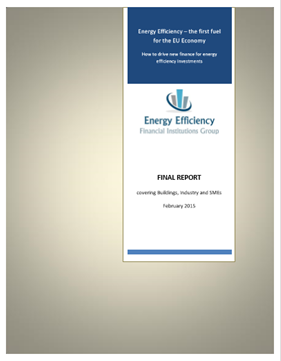 Energy Efficiency – the first fuel
for the EU Economy
How to drive new finance for energy
efficiency investments
Energy Efficiency
Financial Institutions Group
FINAL REPORT
covering Buildings, Industry and SMEs
February 2015